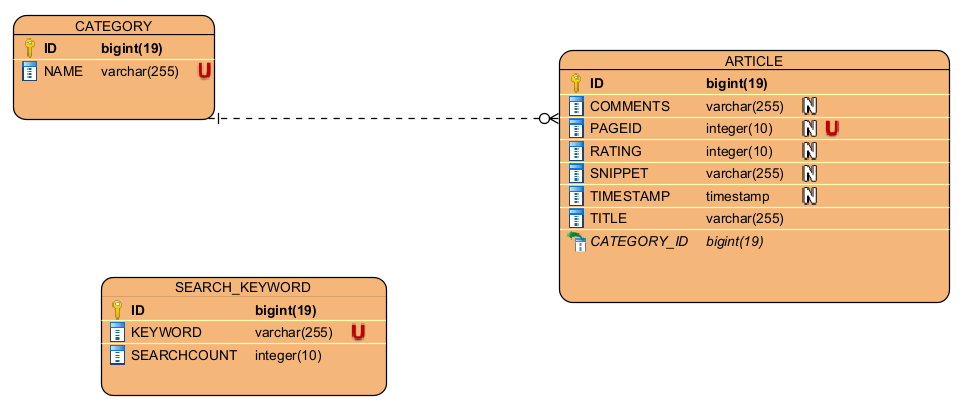 CATEGORY
ID bigint(19)
NAME varchar(255) U
ARTICLE
ID bigint(19)
COMMENTS varchar(255) N
PAGEID integer(10) N U
RATING integer(10) N
SNIPPET varchar(255) N
TIMESTAMP timestamp N
TITLE varchar(255)
CATEGORY_ID bigint(19)
SEARCH_KEYWORD
ID bigint(19)
KEYWORD varchar(255) U
SEARCHCOUNT integer(10)